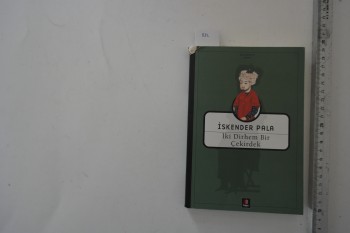 İSKENDER PALA
İki Dirhem Bir
Çekirdek